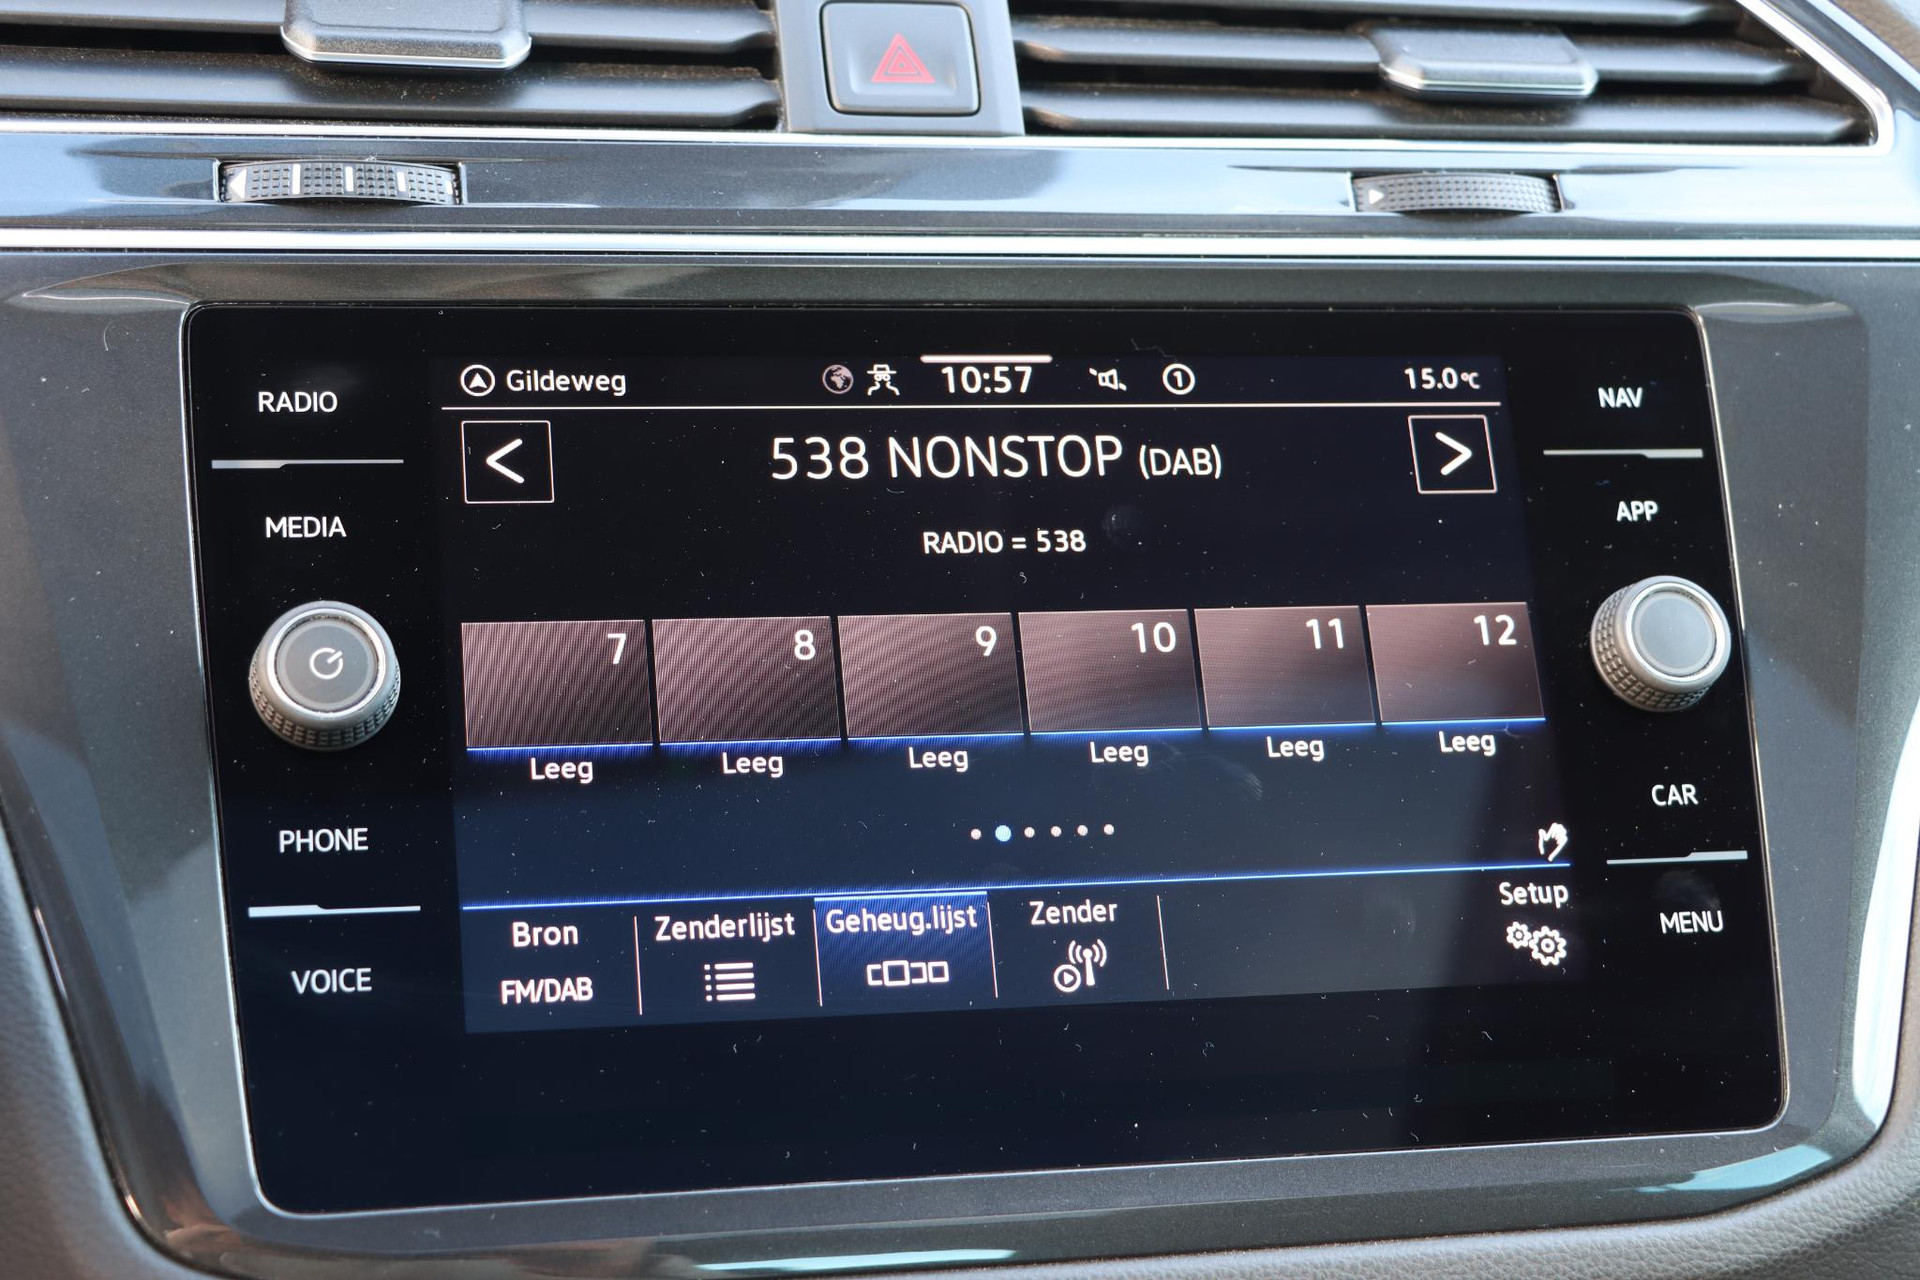 RADIO
MEDIA
PHONE
VOICE
Gildeweg
10:57
1
15.0°C
<
538 NONSTOP (DAB)
>
RADIO = 538
7 8 9 10 11 12
Leeg Leeg Leeg Leeg Leeg Leeg
Bron
FM/DAB
Zenderlijst
Geheug.lijst
Zender
Setup
NAV
APP
CAR
MENU